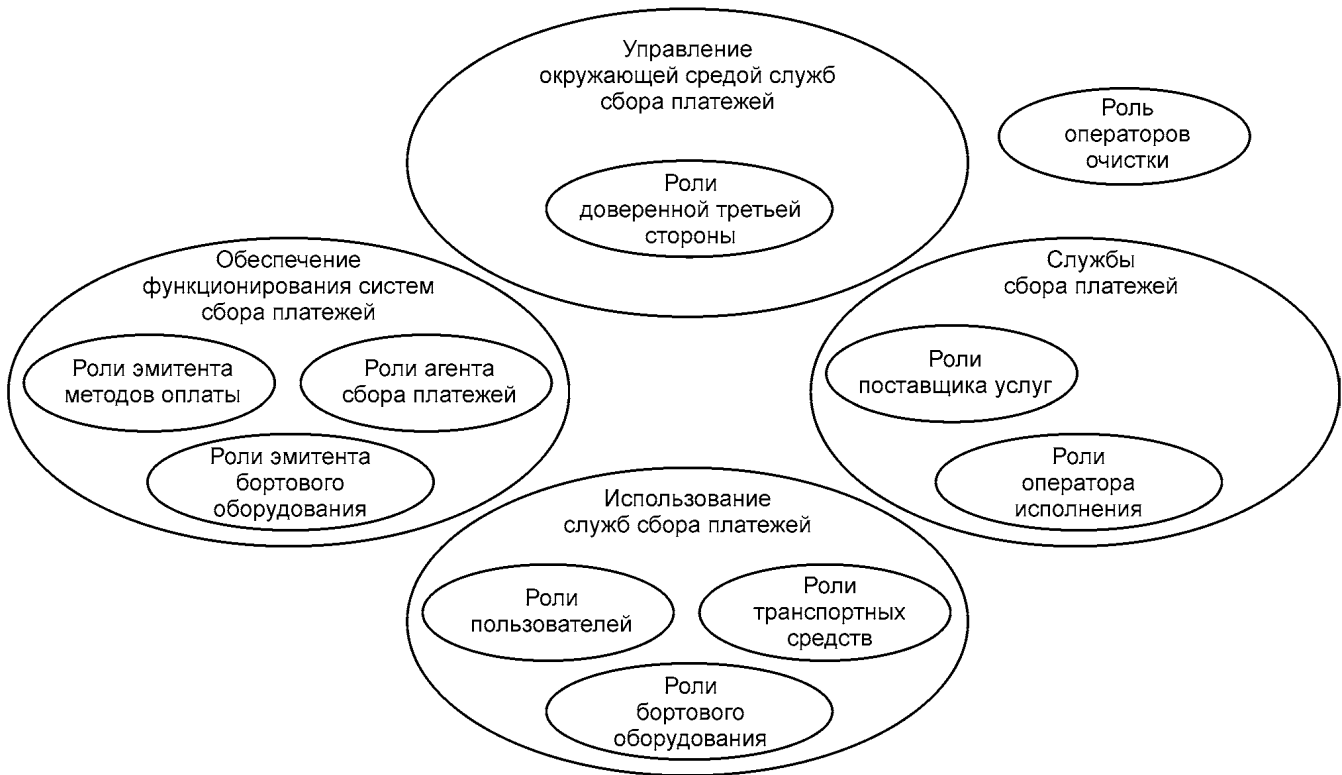 Управление
окружающей средой служб
сбора платежей
Роли
доверенной третьей
стороны
Роль
операторов
очистки
Обеспечение
функционирования систем
сбора платежей
Роли эмитента
методов оплаты
Роли агента
сбора платежей
Роли эмитента
бортового
оборудования
Службы
сбора платежей
Роли
поставщика услуг
Роли
оператора
исполнения
Использование
служб сбора платежей
Роли
пользователей
Роли
транспортных
средств
Роли
бортового
оборудования